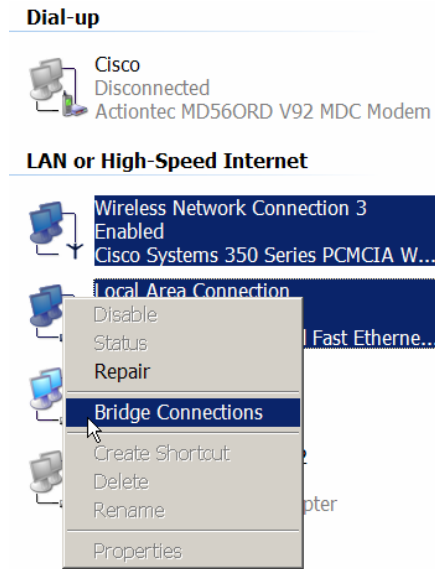 Dial-up
Cisco
Disconnected
Actiontec MD56ORD V92 MDC Modem
LAN or High-Speed Internet
Wireless Network Connection 3
Enabled
Cisco Systems 350 Series PCMCIA W...
Local Area Connection
Disable
Status
Fast Etherne...
Repair
Bridge Connections
Create Shortcut
Delete
Rename
Properties